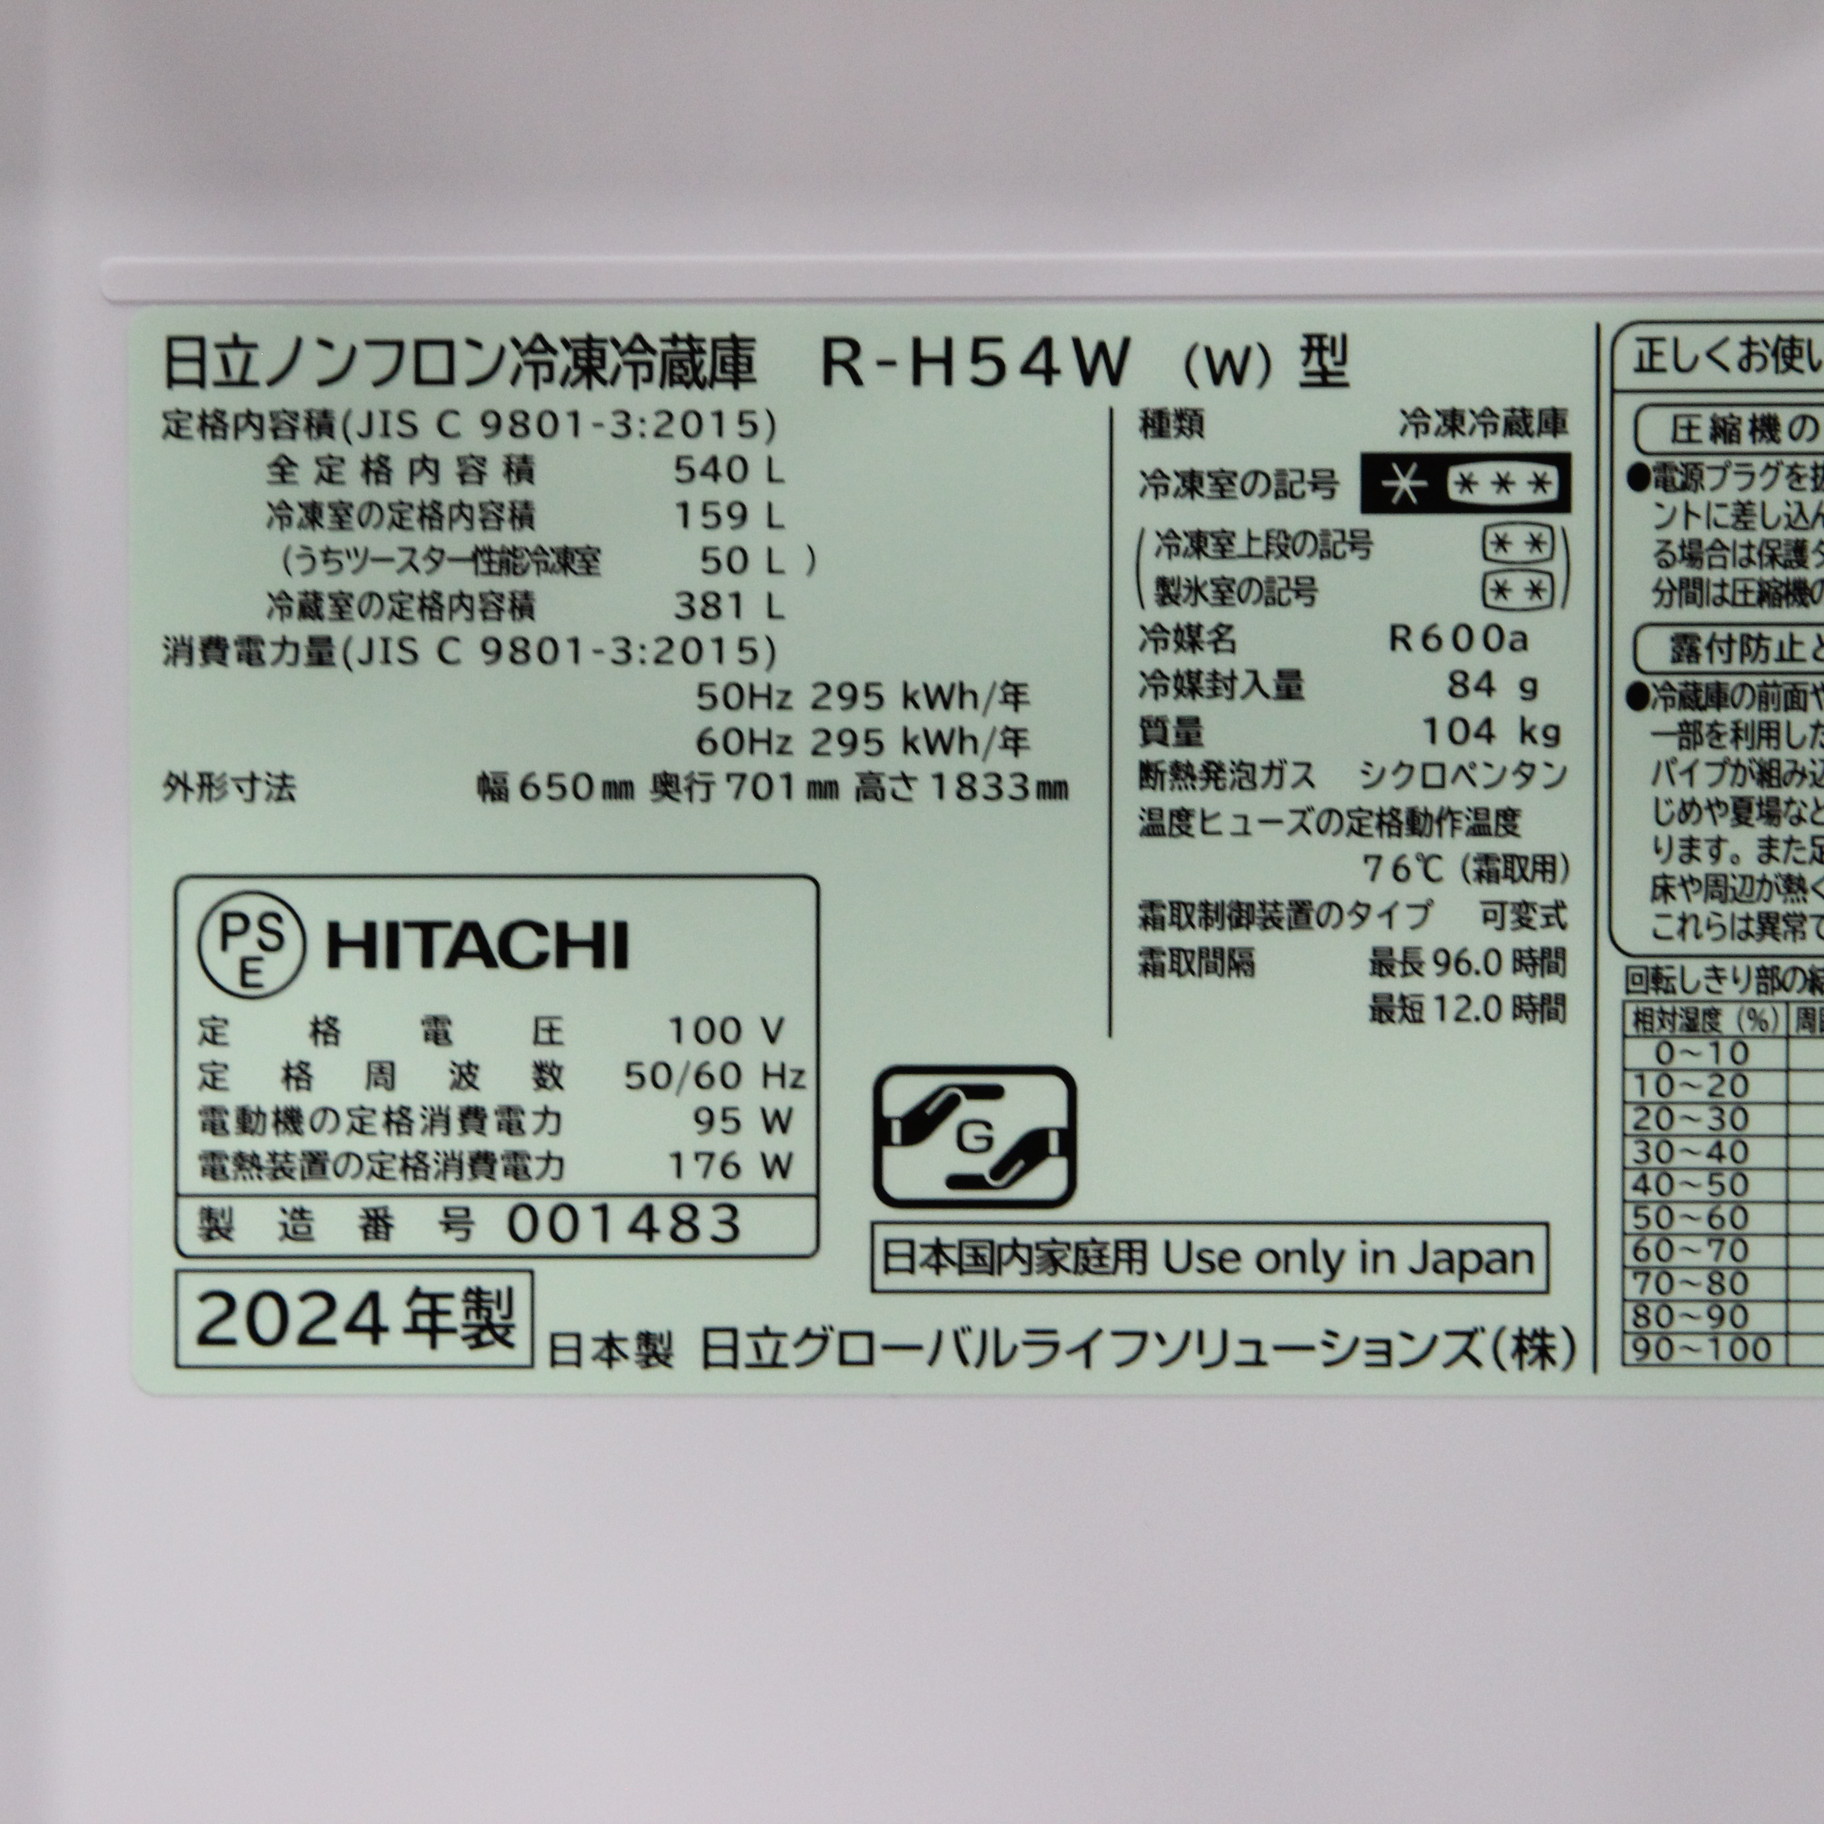 日立ノンフロン冷凍冷蔵庫 R-H54W (W) 型
定格内容積(JIS C 9801-3:2015)
全定格内容積 540 L
冷凍室の定格内容積 159 L
(うちツースター性能冷凍室 50 L )
冷蔵室の定格内容積 381 L
消費電力量(JIS C 9801-3:2015)
50Hz 295 kWh/年
60Hz 295 kWh/年
外形寸法 幅650㎜ 奥行701㎜ 高さ1833㎜
PS
E
HITACHI
定格電圧 100 V
定格周波数 50/60 Hz
電動機の定格消費電力 95 W
電熱装置の定格消費電力 176 W
製造番号 001483
2024年製
日本製 日立グローバルライフソリューションズ(株)
種類 冷凍冷蔵庫
冷凍室の記号 * ***
(冷凍室上段の記号 **)
(製氷室の記号 **)
冷媒名 R600a
冷媒封入量 84 g
質量 104 kg
断熱発泡ガス シクロペンタン
温度ヒューズの定格動作温度
76℃ (霜取用)
霜取制御装置のタイプ 可変式
霜取間隔 最長96.0時間
最短12.0時間
G
日本国内家庭用 Use only in Japan
正しくお使い
圧縮機の
●電源プラグを抜
ントに差し込ん
る場合は保護タ
分間は圧縮機の
露付防止と
●冷蔵庫の前面や
一部を利用した
パイプが組み込
じめや夏場など
ります。また足
床や周辺が熱く
これらは異常で
回転しきり部の結
相対湿度(%) 周囲
0~10
10~20
20~30
30~40
40~50
50~60
60~70
70~80
80~90
90~100